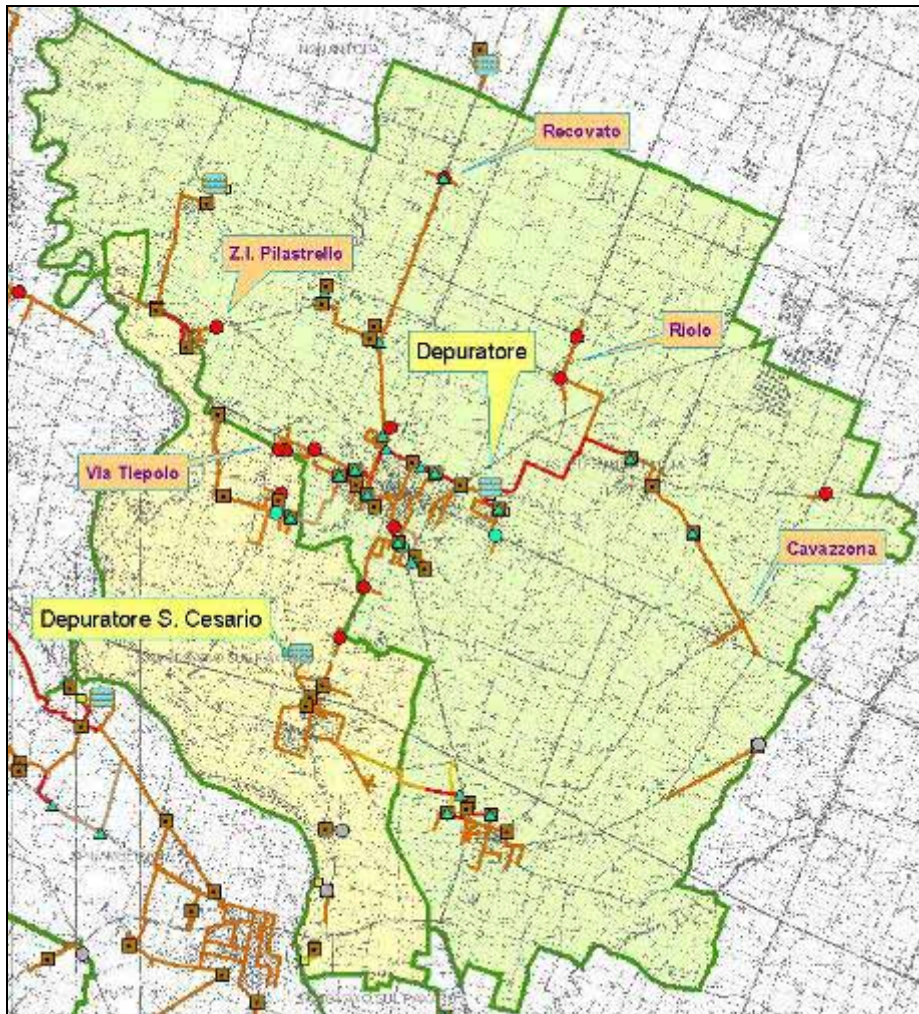 Recovato
Z.I. Pilastrello
Riolo
Depuratore
Via Tiepolo
Cavazzona
Depuratore S. Cesario